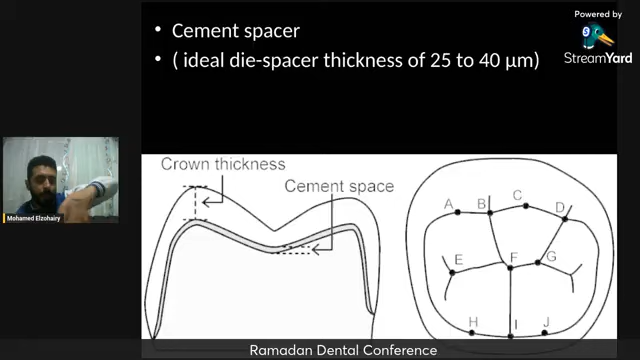 Powered by
StreamYard
• Cement spacer
• ( ideal die-spacer thickness of 25 to 40 µm)
Crown thickness
Cement space
A B C D
E F G
H I J
Mohamed Elzohairy
Ramadan Dental Conference